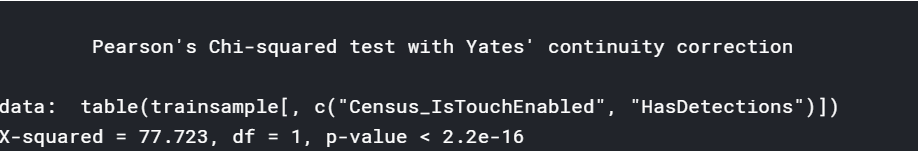 Pearson's Chi-squared test with Yates' continuity correction
data:  table(trainsample[, c("Census_IsTouchEnabled", "HasDetections")])
X-squared = 77.723, df = 1, p-value < 2.2e-16